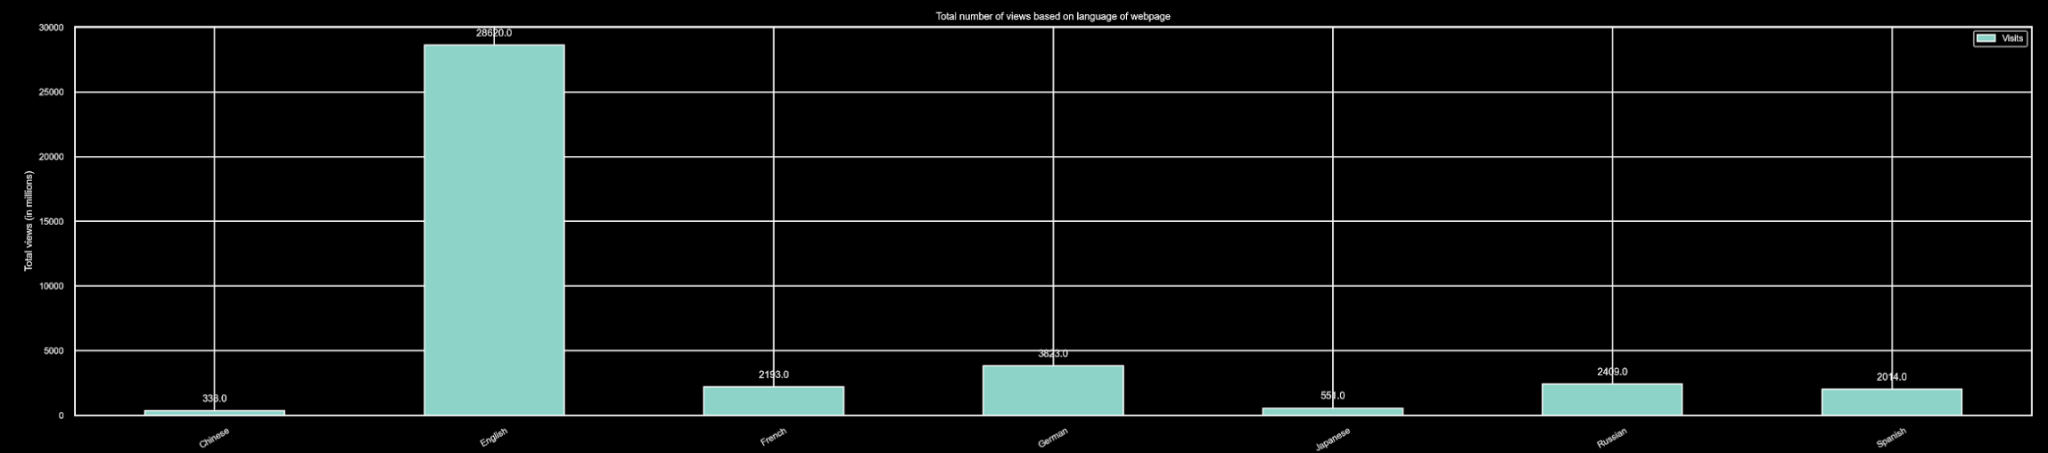 Total number of views based on language of webpage
Visits
Total views (in millions)
30000
25000
20000
15000
10000
5000
0
338.0
28620.0
2193.0
3823.0
551.0
2409.0
2014.0
Chinese
English
French
German
Japanese
Russian
Spanish